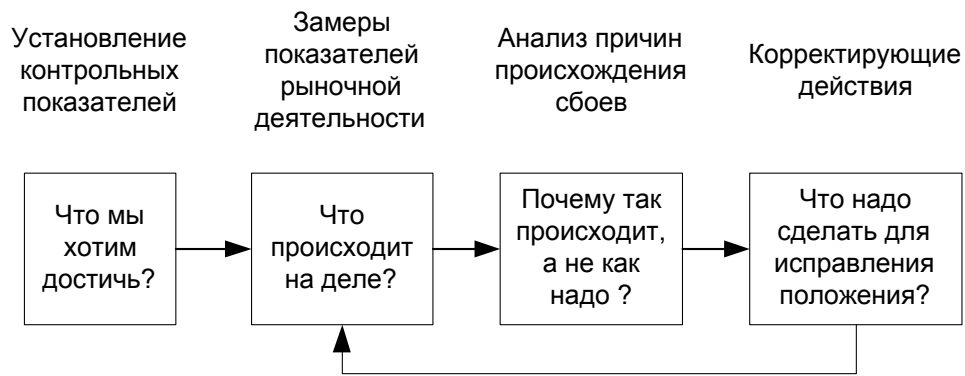 Установление
контрольных
показателей
Замеры
показателей
рыночной
деятельности
Анализ причин
происхождения
сбоев
Корректирующие
действия
Что мы
хотим
достичь?
Что
происходит
на деле?
Почему так
происходит,
а не как
надо ?
Что надо
сделать для
исправления
положения?